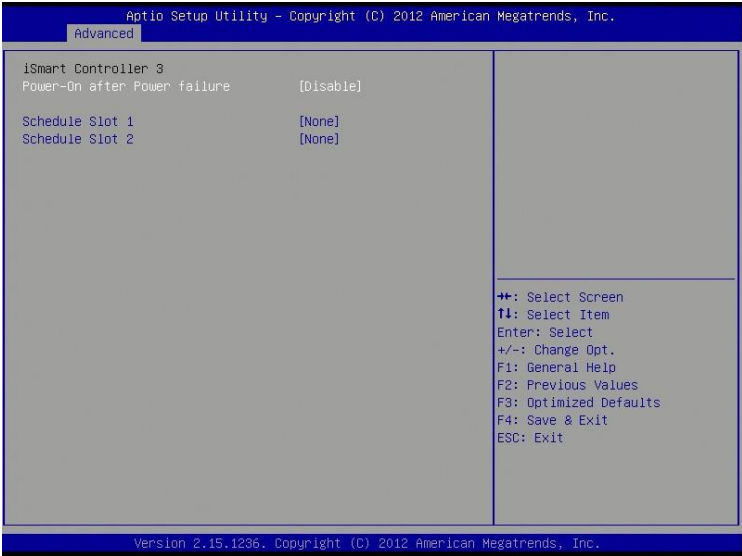 Aptio Setup Utility – Copyright (C) 2012 American Megatrends, Inc.
Advanced
iSmart Controller 3
Power-On after Power failure [Disable]
Schedule Slot 1 [None]
Schedule Slot 2 [None]
→←: Select Screen
↑↓: Select Item
Enter: Select
+/-: Change Opt.
F1: General Help
F2: Previous Values
F3: Optimized Defaults
F4: Save & Exit
ESC: Exit
Version 2.15.1236. Copyright (C) 2012 American Megatrends, Inc.